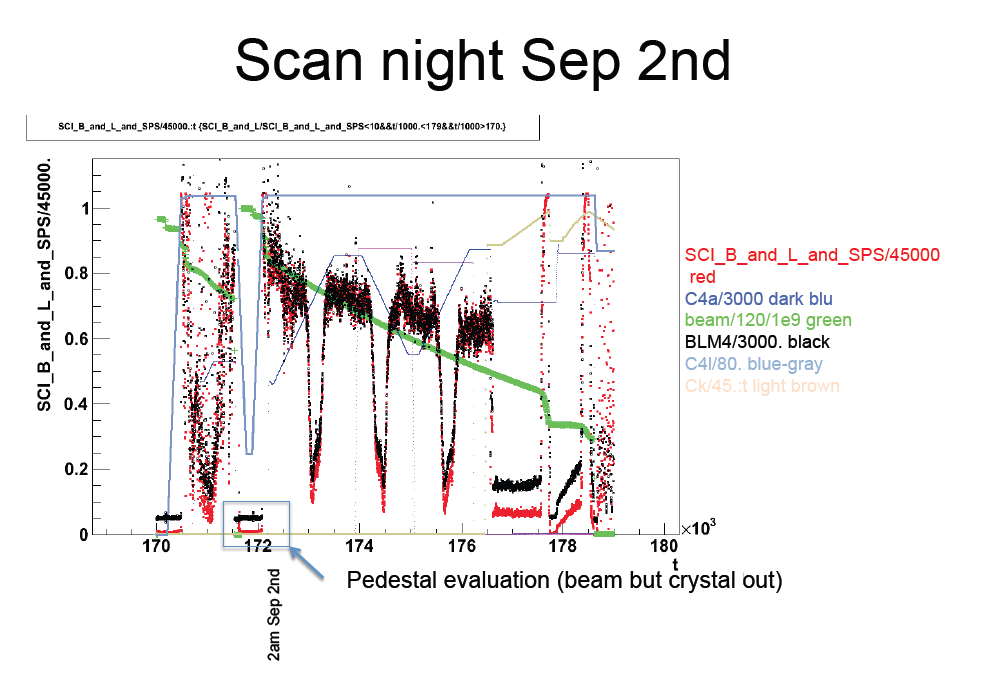 Scan night Sep 2nd
SCI_B_and_L_and_SPS/45000.:t {SCI_B_and_L/SCI_B_and_L_and_SPS<10&&t/1000.<179&&t/1000>170.}
SCI_B_and_L_and_SPS/45000.
1
0.8
0.6
0.4
0.2
0
170
172
174
176
178
180
×10³
t
SCI_B_and_L_and_SPS/45000
red
C4a/3000 dark blu
beam/120/1e9 green
BLM4/3000. black
C4l/80. blue-gray
Ck/45.:t light brown
Pedestal evaluation (beam but crystal out)
2am Sep 2nd